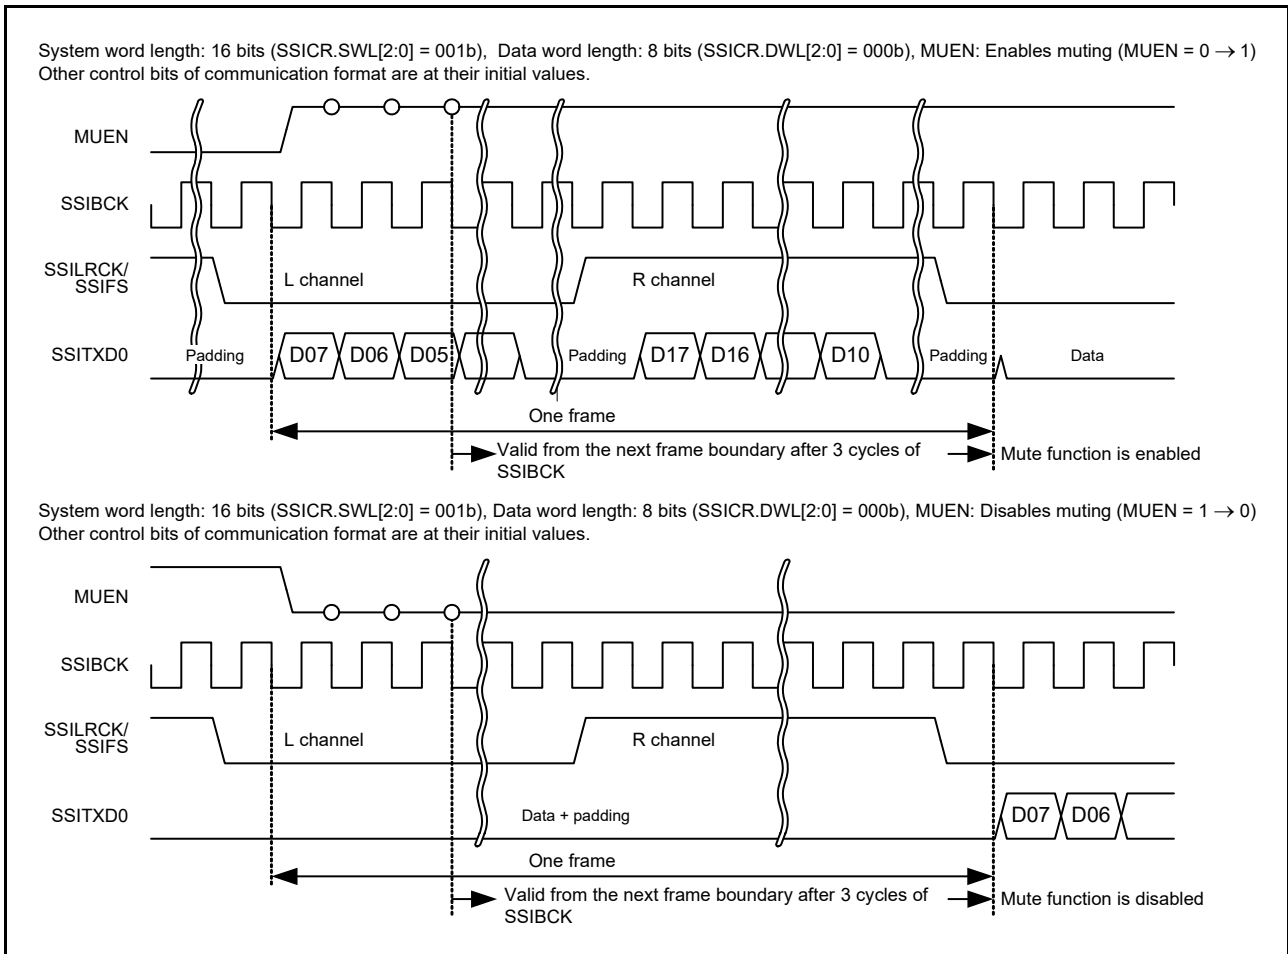 System word length: 16 bits (SSICR.SWL[2:0] = 001b),  Data word length: 8 bits (SSICR.DWL[2:0] = 000b), MUEN: Enables muting (MUEN = 0 → 1)
Other control bits of communication format are at their initial values.
MUEN
SSIBCK
SSILRCK/
SSIFS
L channel
R channel
SSITXD0
Padding
D07
D06
D05
Padding
D17
D16
D10
Padding
Data
One frame
Valid from the next frame boundary after 3 cycles of
SSIBCK
Mute function is enabled
System word length: 16 bits (SSICR.SWL[2:0] = 001b), Data word length: 8 bits (SSICR.DWL[2:0] = 000b), MUEN: Disables muting (MUEN = 1 → 0)
Other control bits of communication format are at their initial values.
MUEN
SSIBCK
SSILRCK/
SSIFS
L channel
R channel
SSITXD0
Data + padding
D07
D06
One frame
Valid from the next frame boundary after 3 cycles of
SSIBCK
Mute function is disabled